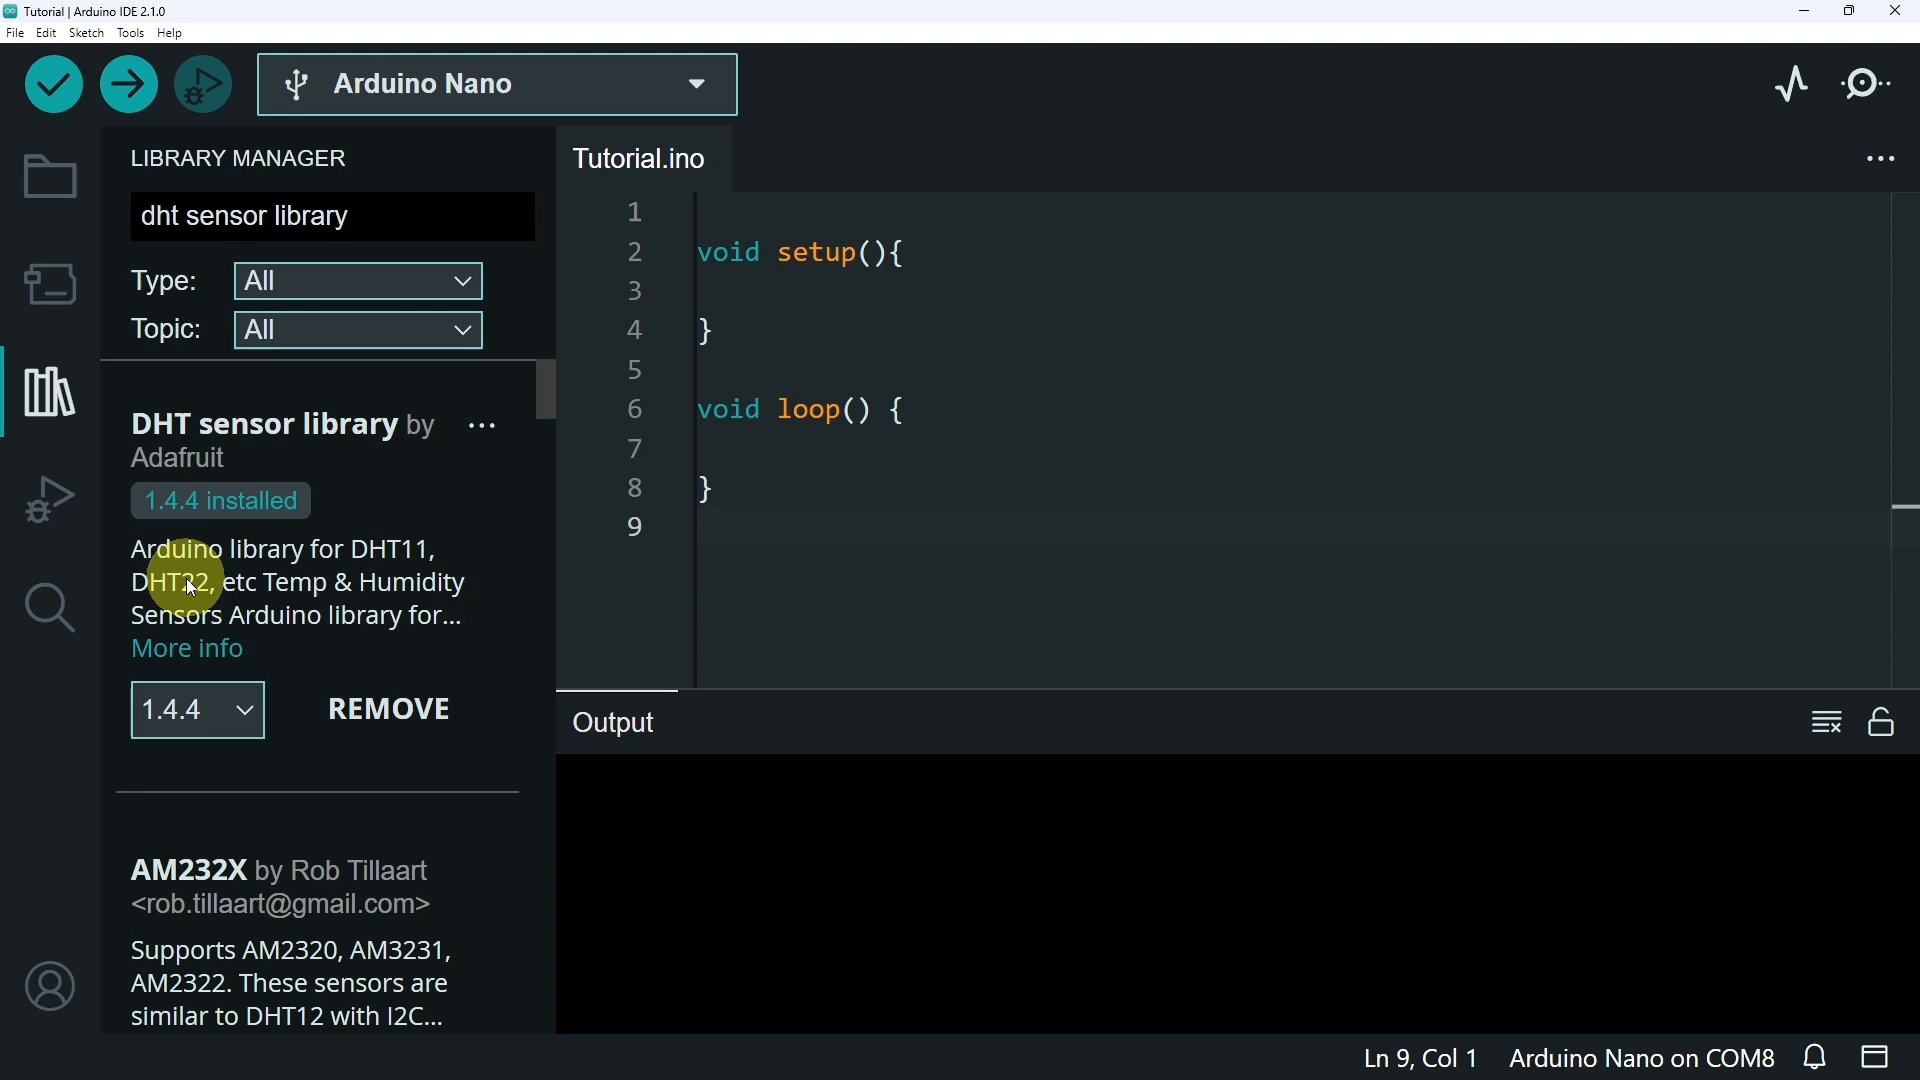 Tutorial | Arduino IDE 2.1.0
File Edit Sketch Tools Help
Arduino Nano
LIBRARY MANAGER
dht sensor library
Type: All
Topic: All
DHT sensor library by
Adafruit
1.4.4 installed
Arduino library for DHT11,
DHT22, etc Temp & Humidity
Sensors Arduino library for...
More info
1.4.4 REMOVE
AM232X by Rob Tillaart
<rob.tillaart@gmail.com>
Supports AM2320, AM3231,
AM2322. These sensors are
similar to DHT12 with I2C...
Tutorial.ino
1
2 void setup(){
3
4 }
5
6 void loop() {
7
8 }
9
Output
Ln 9, Col 1 Arduino Nano on COM8